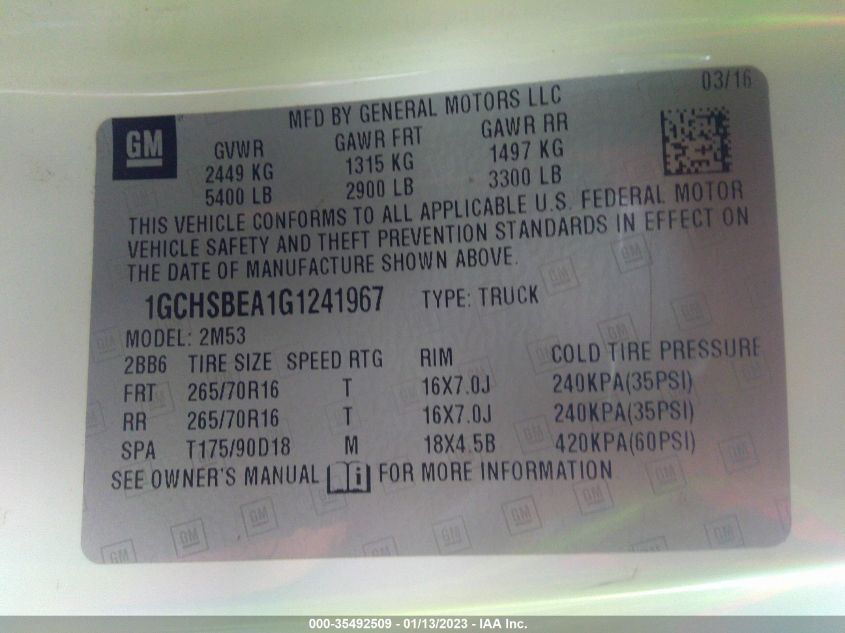 03/16
MFD BY GENERAL MOTORS LLC
GM
GVWR GAWR FRT GAWR RR
2449 KG 1315 KG 1497 KG
5400 LB 2900 LB 3300 LB
THIS VEHICLE CONFORMS TO ALL APPLICABLE U.S. FEDERAL MOTOR
VEHICLE SAFETY AND THEFT PREVENTION STANDARDS IN EFFECT ON
THE DATE OF MANUFACTURE SHOWN ABOVE.
1GCHSBEA1G1241967 TYPE: TRUCK
MODEL: 2M53
2BB6 TIRE SIZE SPEED RTG RIM COLD TIRE PRESSURE
FRT 265/70R16 T 16X7.0J 240KPA(35PSI)
RR 265/70R16 T 16X7.0J 240KPA(35PSI)
SPA T175/90D18 M 18X4.5B 420KPA(60PSI)
SEE OWNER'S MANUAL i FOR MORE INFORMATION
000-35492509 - 01/13/2023 - IAA Inc.